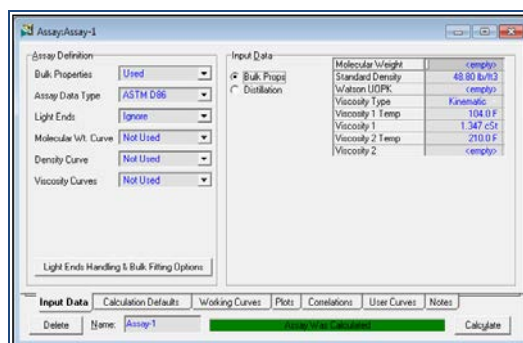 Assay:Assay-1
Assay Definition
Bulk Properties Used
Assay Data Type ASTM D86
Light Ends Ignore
Molecular Wt. Curve Not Used
Density Curve Not Used
Viscosity Curves Not Used
Light Ends Handling & Bulk Fitting Options
Input Data
Bulk Props
Distillation
Molecular Weight <empty>
Standard Density 48.80 lb/ft3
Watson UOPK <empty>
Viscosity Type Kinematic
Viscosity 1 Temp 104.0 F
Viscosity 1 1.347 cSt
Viscosity 2 Temp 210.0 F
Viscosity 2 <empty>
Input Data Calculation Defaults Working Curves Plots Correlations User Curves Notes
Delete Name: Assay-1 Assay Was Calculated Calculate